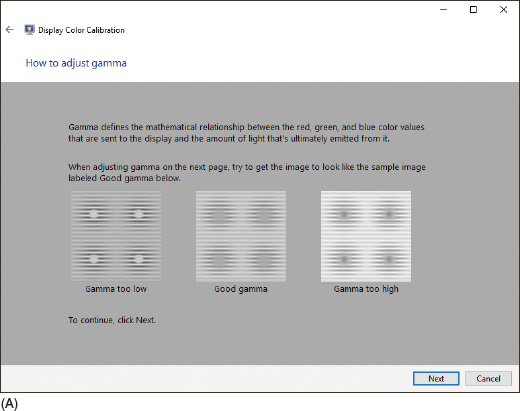 Display Color Calibration
How to adjust gamma
Gamma defines the mathematical relationship between the red, green, and blue color values
that are sent to the display and the amount of light that's ultimately emitted from it.
When adjusting gamma on the next page, try to get the image to look like the sample image
labeled Good gamma below.
Gamma too low
Good gamma
Gamma too high
To continue, click Next.
Next
Cancel
(A)